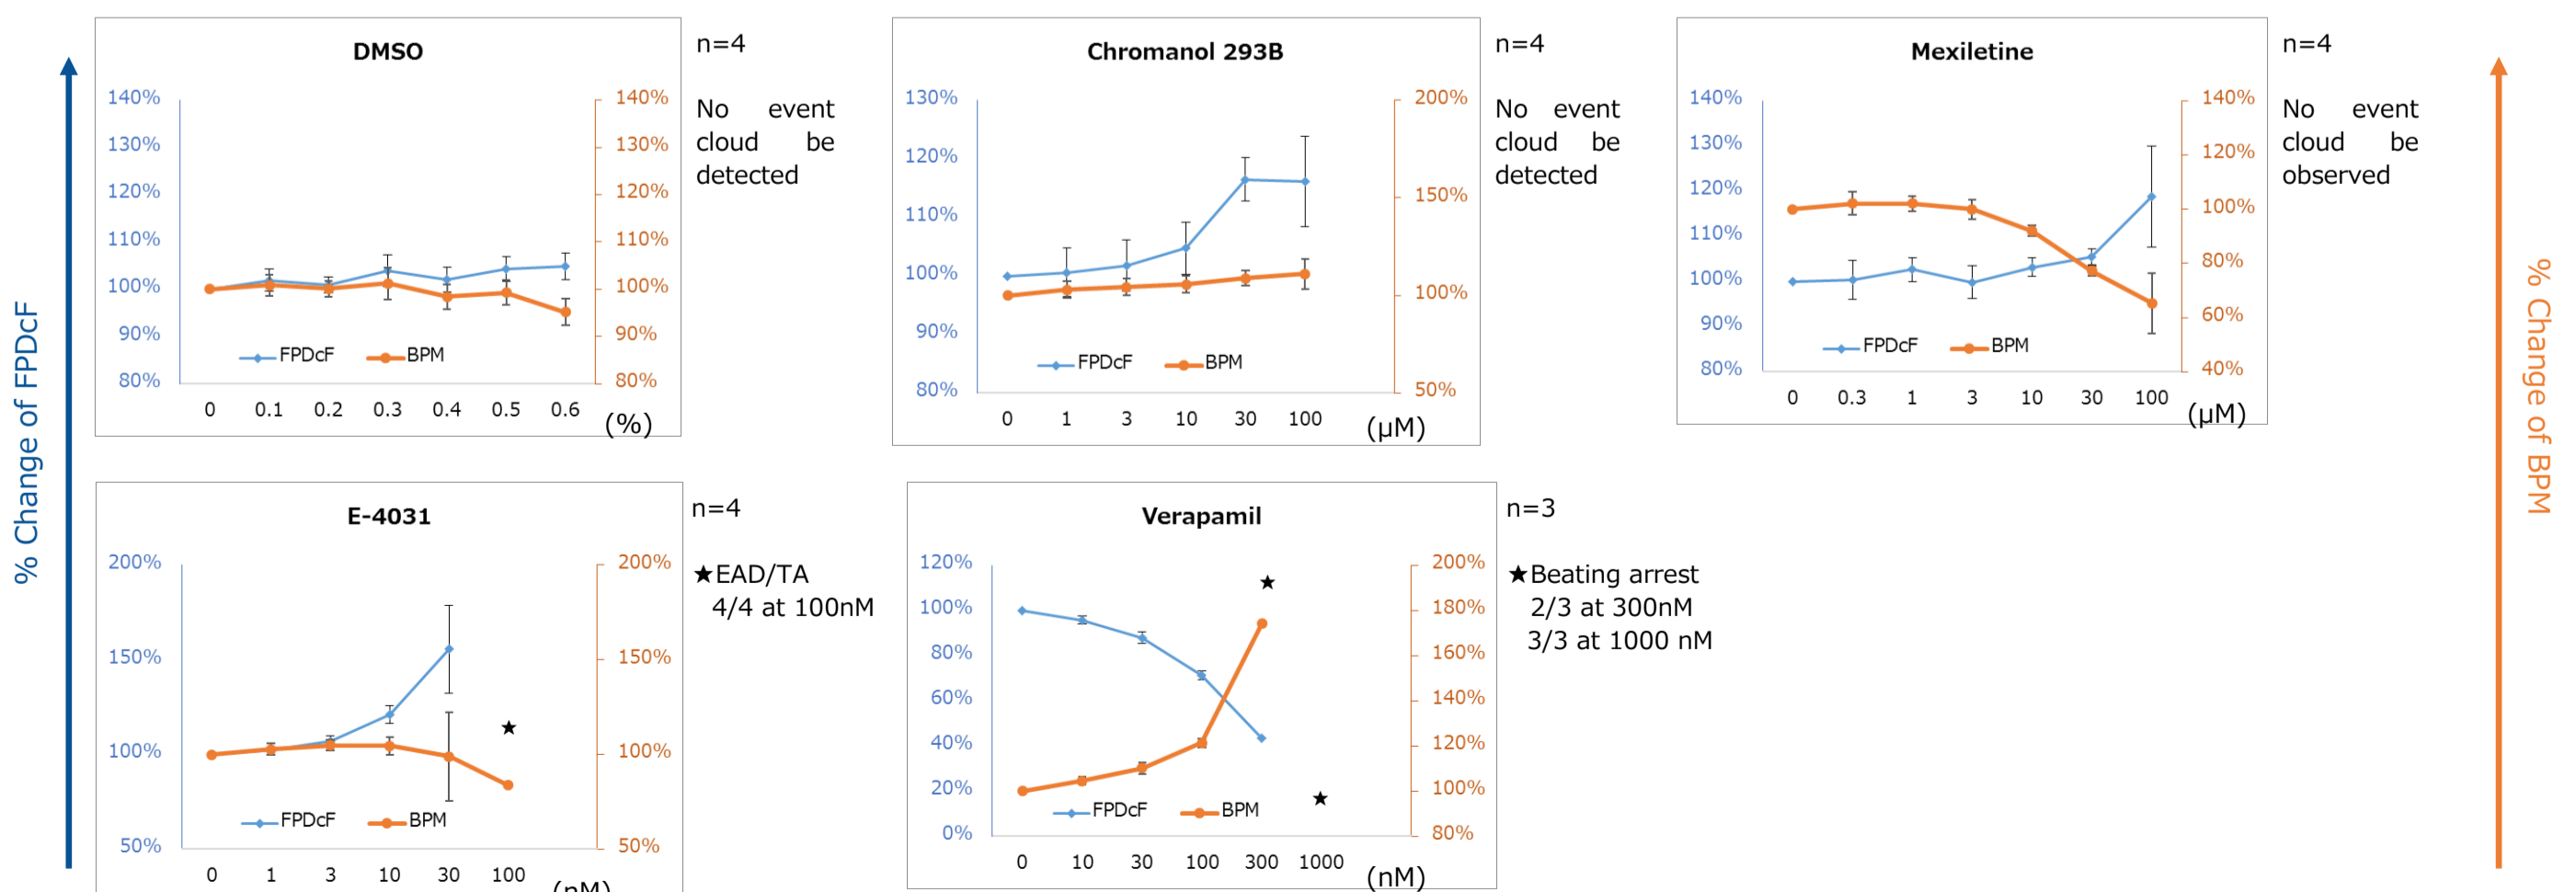 % Change of FPDcF
DMSO
140%
130%
120%
110%
100%
90%
80%
140%
130%
120%
110%
100%
90%
80%
FPDcF
BPM
0 0.1 0.2 0.3 0.4 0.5 0.6
(%)
n=4
No event
cloud be
detected
Chromanol 293B
130%
120%
110%
100%
90%
80%
200%
150%
100%
50%
FPDcF
BPM
0 1 3 10 30 100
(μM)
n=4
No event
cloud be
detected
Mexiletine
140%
130%
120%
110%
100%
90%
80%
140%
120%
100%
80%
60%
40%
FPDcF
BPM
0 0.3 1 3 10 30 100
(μM)
n=4
No event
cloud be
observed
% Change of BPM
E-4031
200%
150%
100%
50%
200%
150%
100%
50%
FPDcF
BPM
0 1 3 10 30 100
(nM)
n=4
★EAD/TA
4/4 at 100nM
Verapamil
120%
100%
80%
60%
40%
20%
0%
200%
180%
160%
140%
120%
100%
80%
FPDcF
BPM
0 10 30 100 300 1000
(nM)
n=3
★Beating arrest
2/3 at 300nM
3/3 at 1000 nM